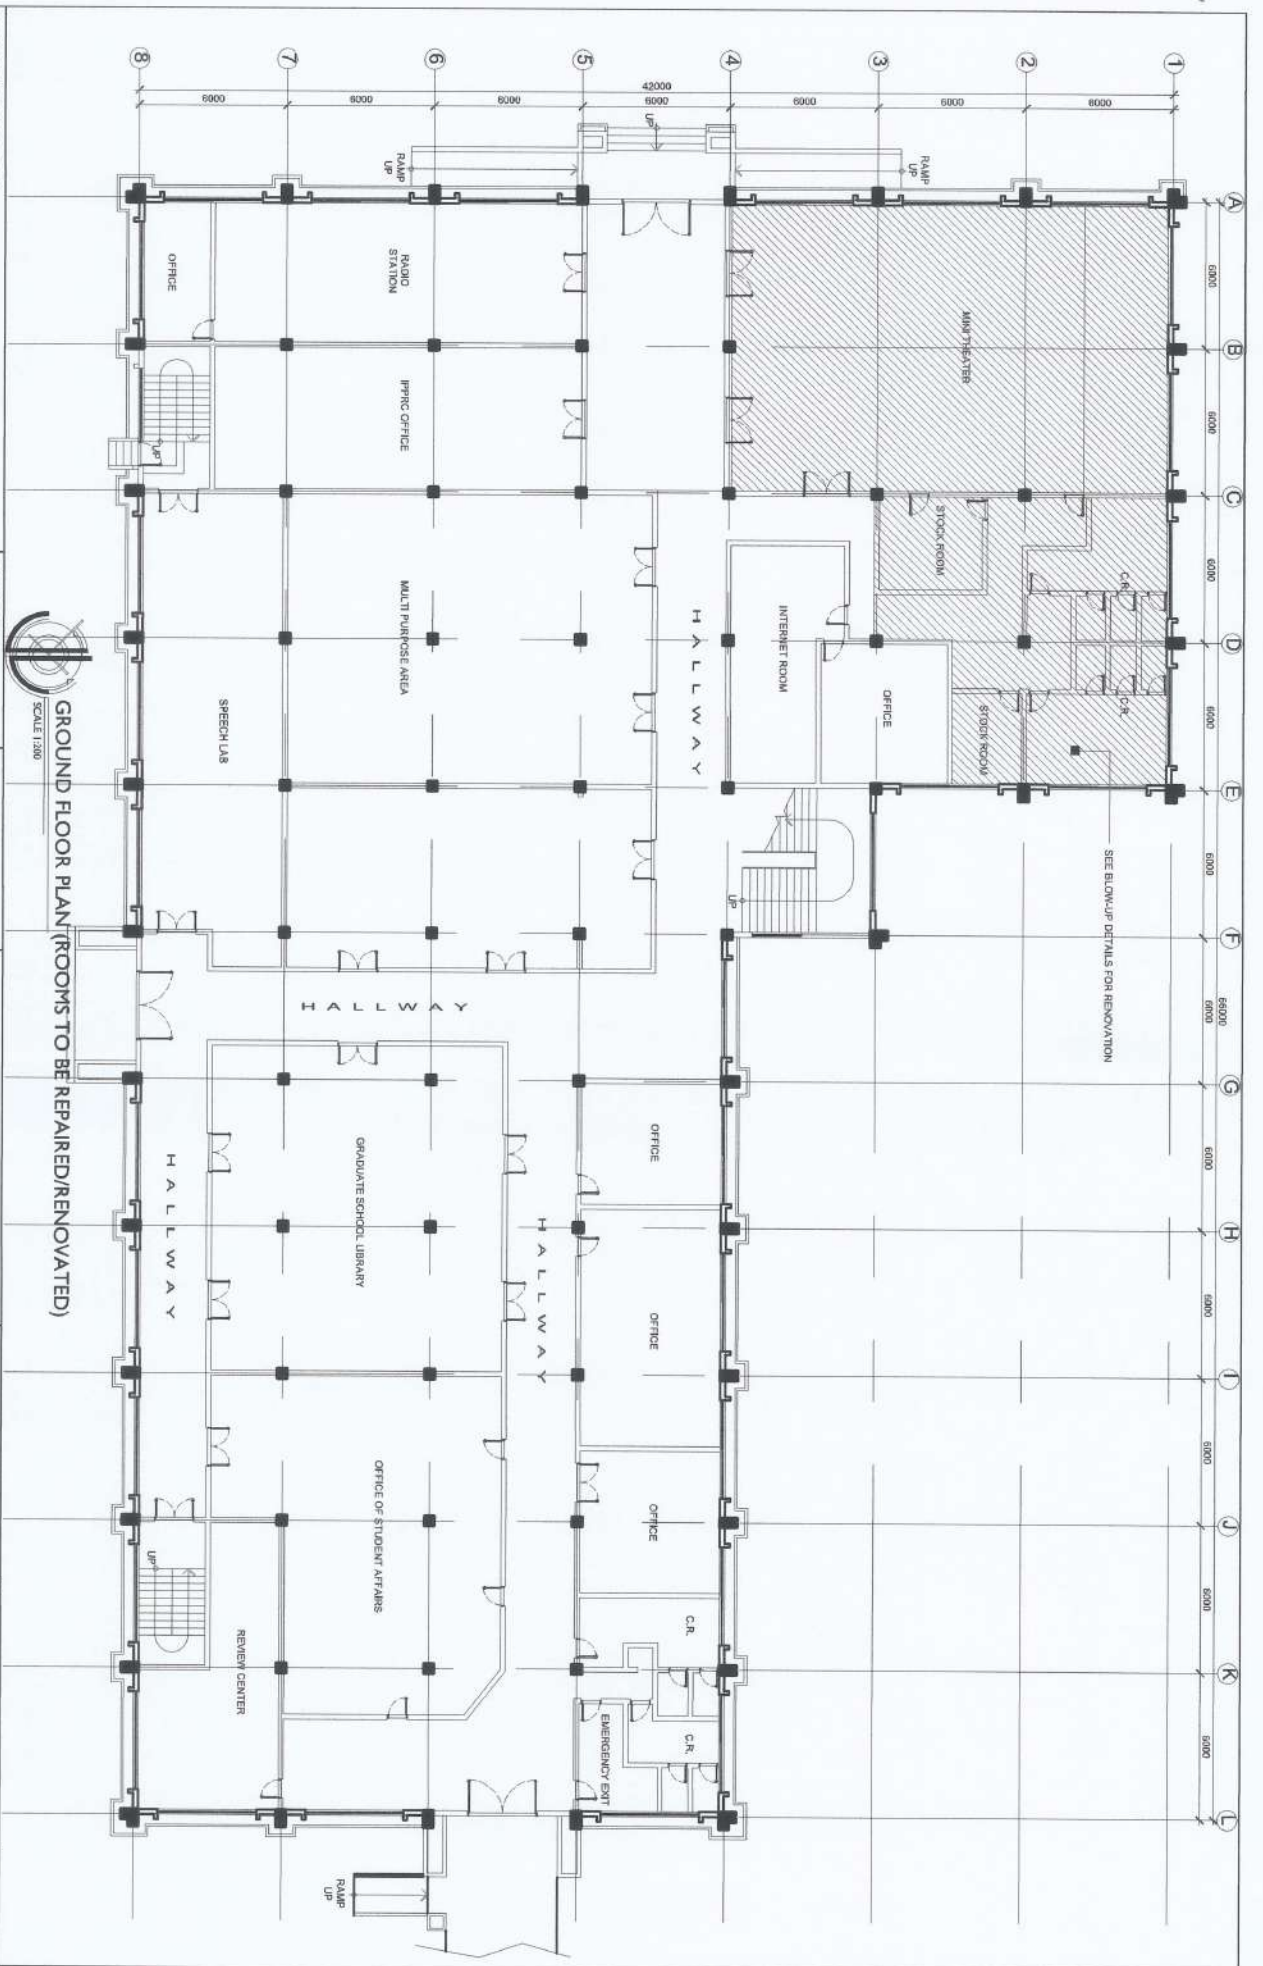 A
B
C
D
E
F
G
H
I
J
K
L
66000
6000
6000
6000
6000
6000
6000
6000
6000
6000
6000
6000
1
2
3
4
5
6
7
8
42000
6000
6000
6000
6000
6000
6000
6000
SEE BLOW-UP DETAILS FOR RENOVATION
C.R.
C.R.
MINI THEATER
STOCK ROOM
STOCK ROOM
OFFICE
INTERNET ROOM
UP
RAMP
UP
UP
RAMP
UP
HALLWAY
OFFICE
OFFICE
OFFICE
C.R.
C.R.
EMERGENCY EXIT
HALLWAY
RADIO
STATION
IPPRC OFFICE
MULTI PURPOSE AREA
HALLWAY
GRADUATE SCHOOL LIBRARY
OFFICE OF STUDENT AFFAIRS
RAMP
UP
OFFICE
UP
SPEECH LAB
HALLWAY
UP
REVIEW CENTER
GROUND FLOOR PLAN (ROOMS TO BE REPAIRED/RENOVATED)
SCALE 1:200